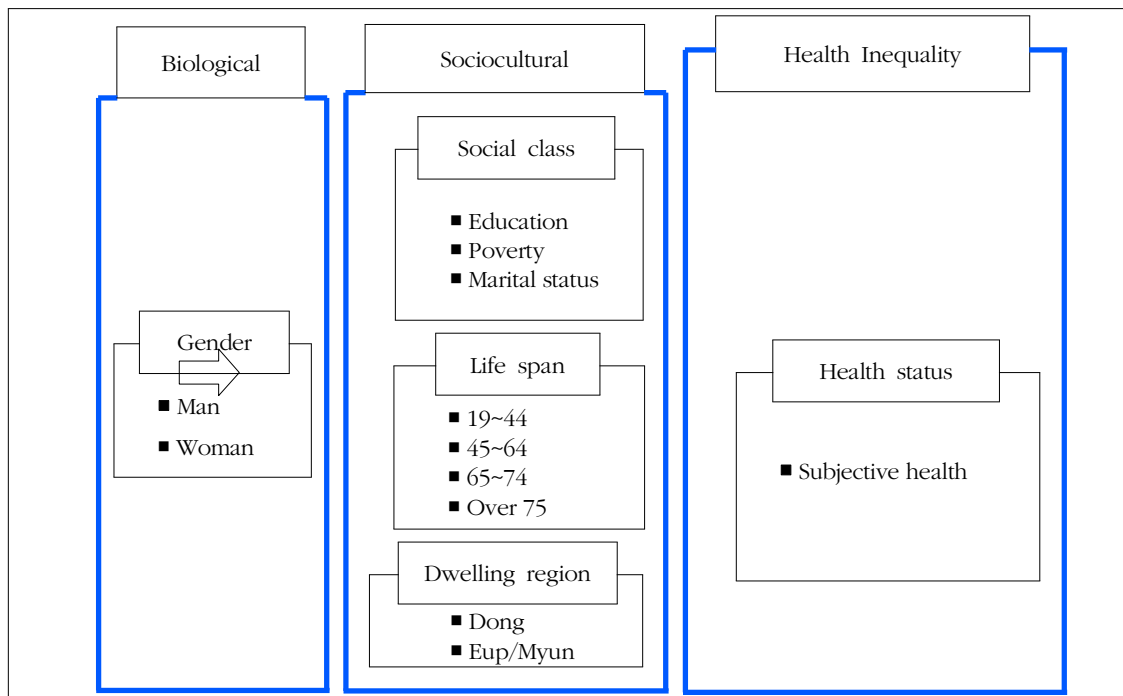 Biological
Gender
■ Man
■ Woman
Sociocultural
Social class
■ Education
■ Poverty
■ Marital status
Life span
■ 19~44
■ 45~64
■ 65~74
■ Over 75
Dwelling region
■ Dong
■ Eup/Myun
Health Inequality
Health status
■ Subjective health